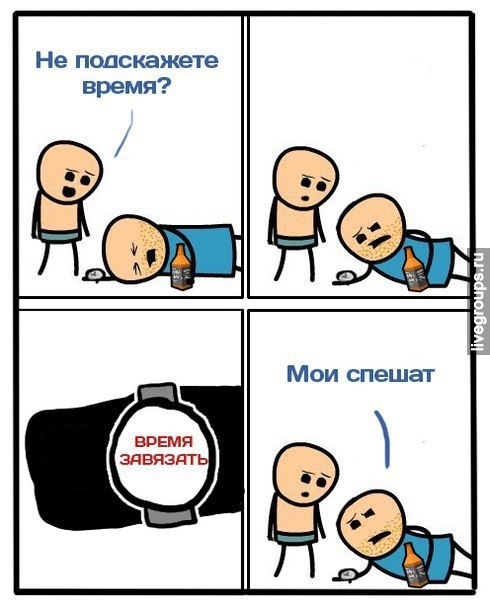 Не подскажете
время?
ВРЕМЯ
ЗАВЯЗАТЬ
Мои спешат
livegroups.ru